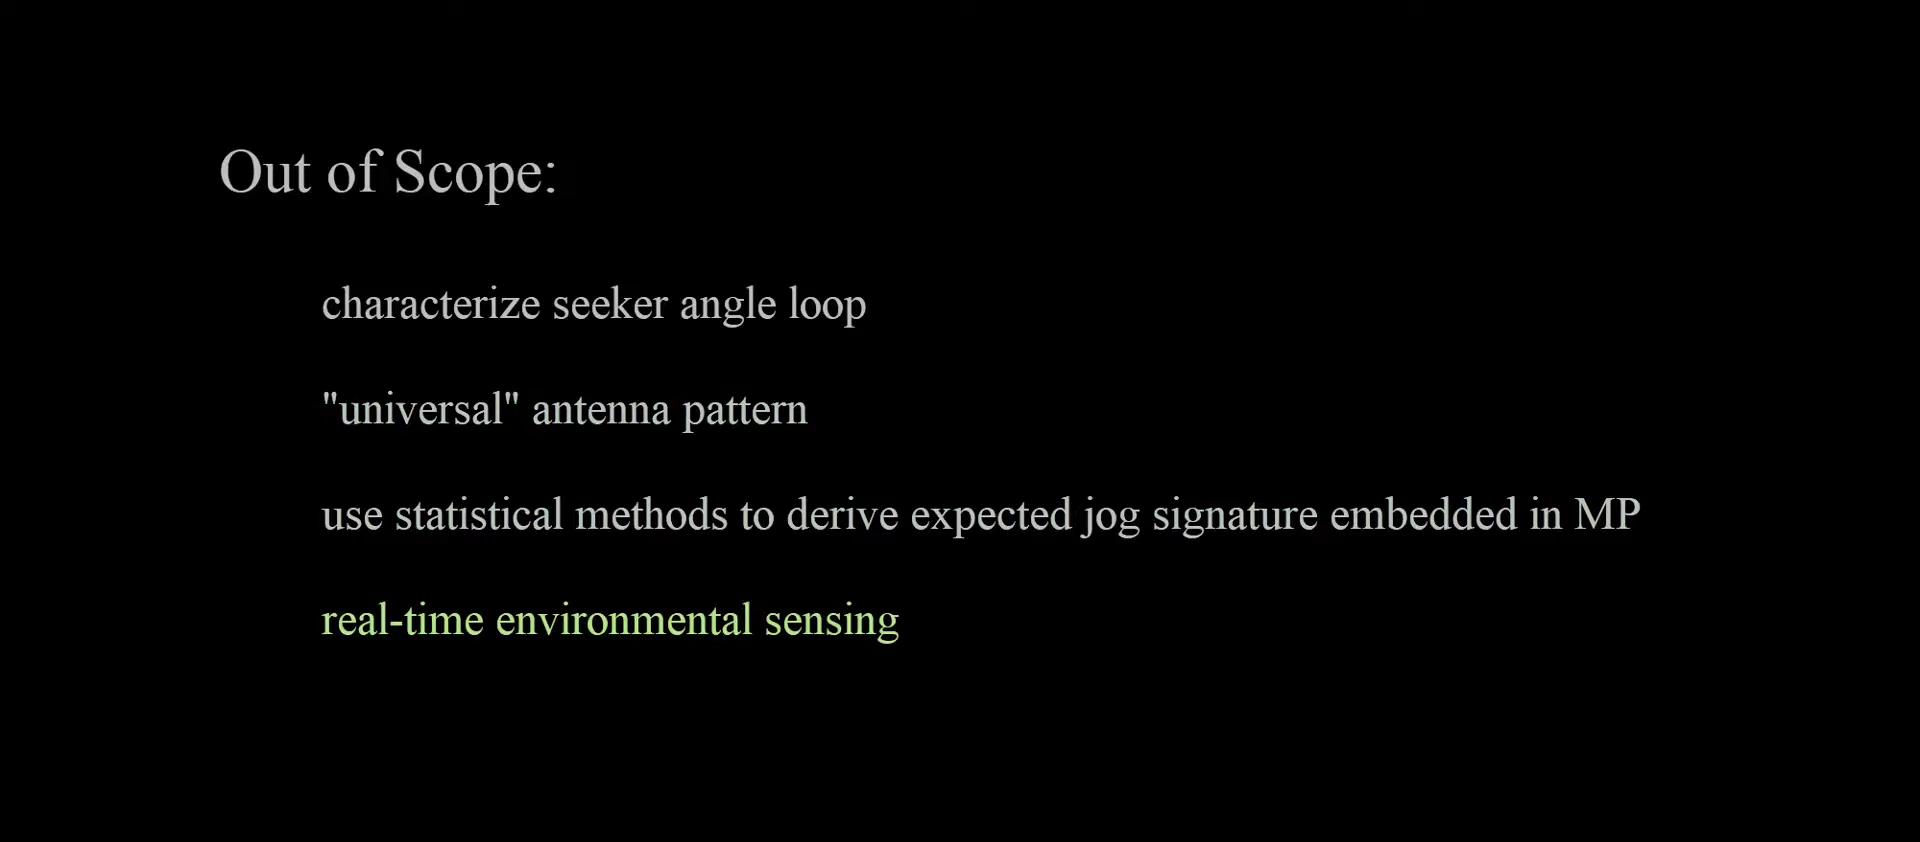 Out of Scope:
characterize seeker angle loop
"universal" antenna pattern
use statistical methods to derive expected jog signature embedded in MP
real-time environmental sensing